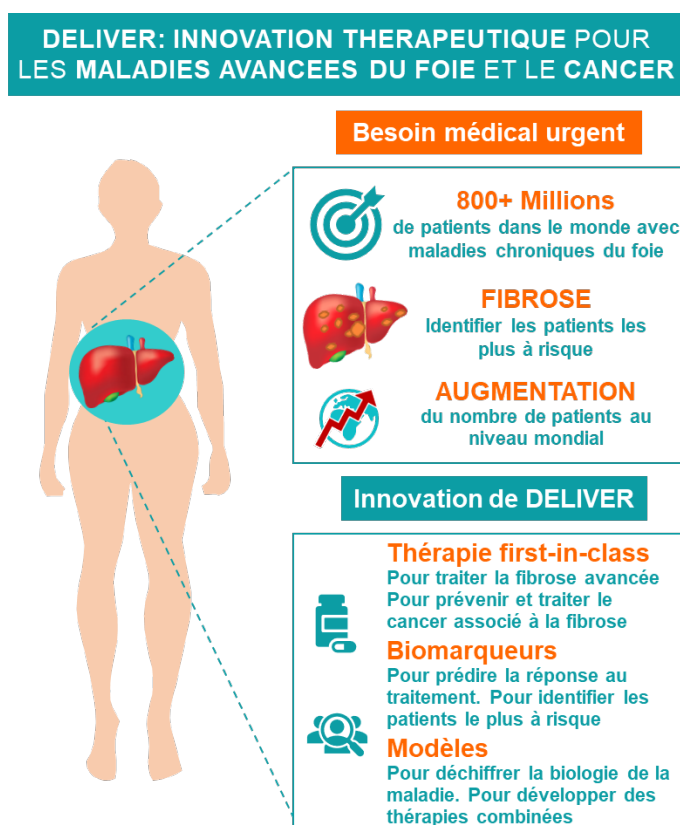 DELIVER: INNOVATION THERAPEUTIQUE POUR
LES MALADIES AVANCEES DU FOIE ET LE CANCER
Besoin médical urgent
800+ Millions
de patients dans le monde avec
maladies chroniques du foie
FIBROSE
Identifier les patients les
plus à risque
AUGMENTATION
du nombre de patients au
niveau mondial
Innovation de DELIVER
Thérapie first-in-class
Pour traiter la fibrose avancée
Pour prévenir et traiter le
cancer associé à la fibrose
Biomarqueurs
Pour prédire la réponse au
traitement. Pour identifier les
patients le plus à risque
Modèles
Pour déchiffrer la biologie de la
maladie. Pour développer des
thérapies combinées